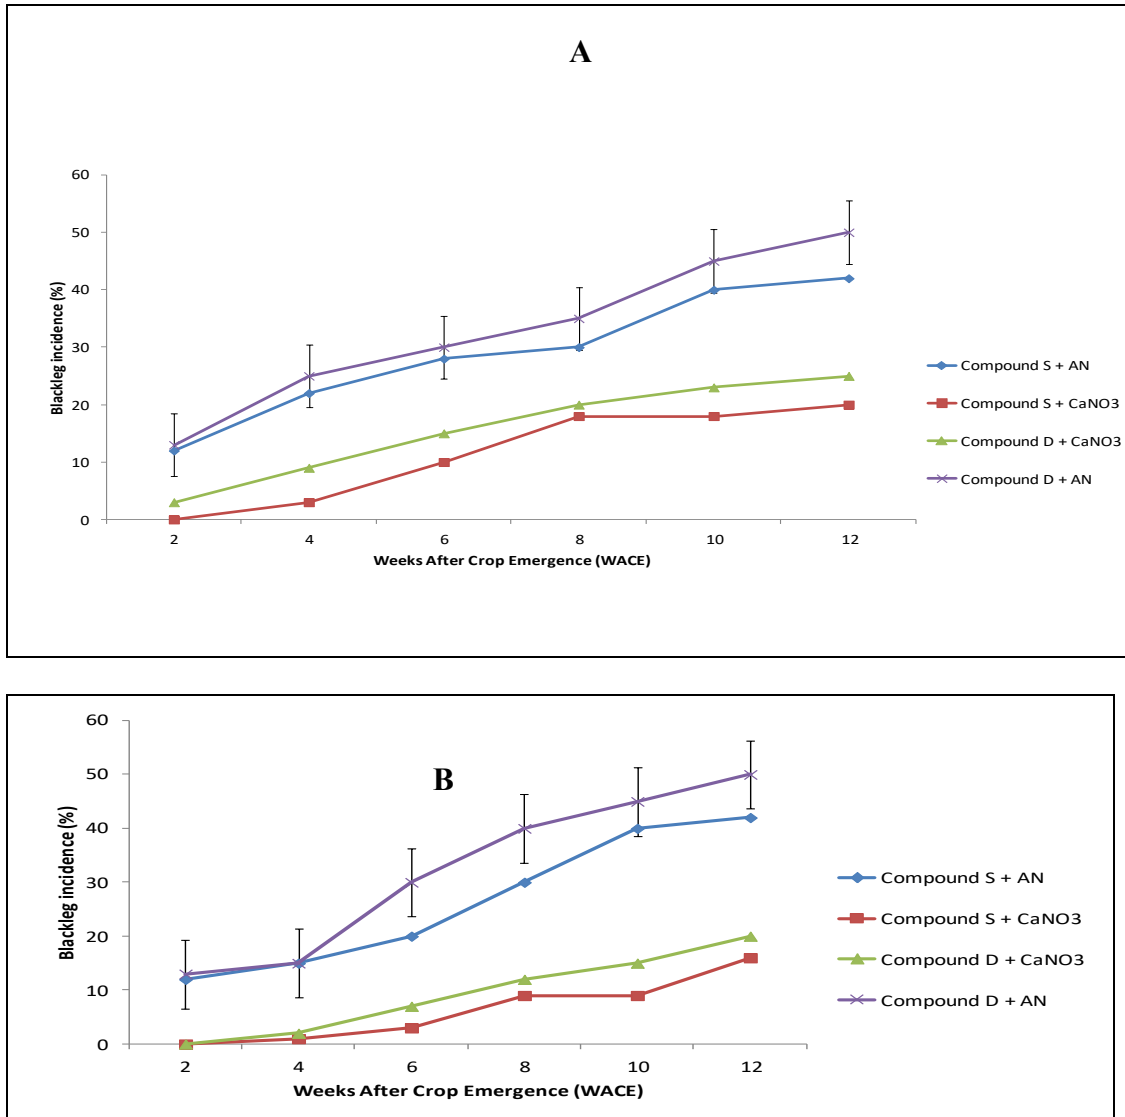 A
60
50
40
30
20
10
0
Blackleg incidence (%)
2 4 6 8 10 12
Weeks After Crop Emergence (WACE)
Compound S + AN
Compound S + CaNO3
Compound D + CaNO3
Compound D + AN
B
60
50
40
30
20
10
0
Blackleg incidence (%)
2 4 6 8 10 12
Weeks After Crop Emergence (WACE)
Compound S + AN
Compound S + CaNO3
Compound D + CaNO3
Compound D + AN